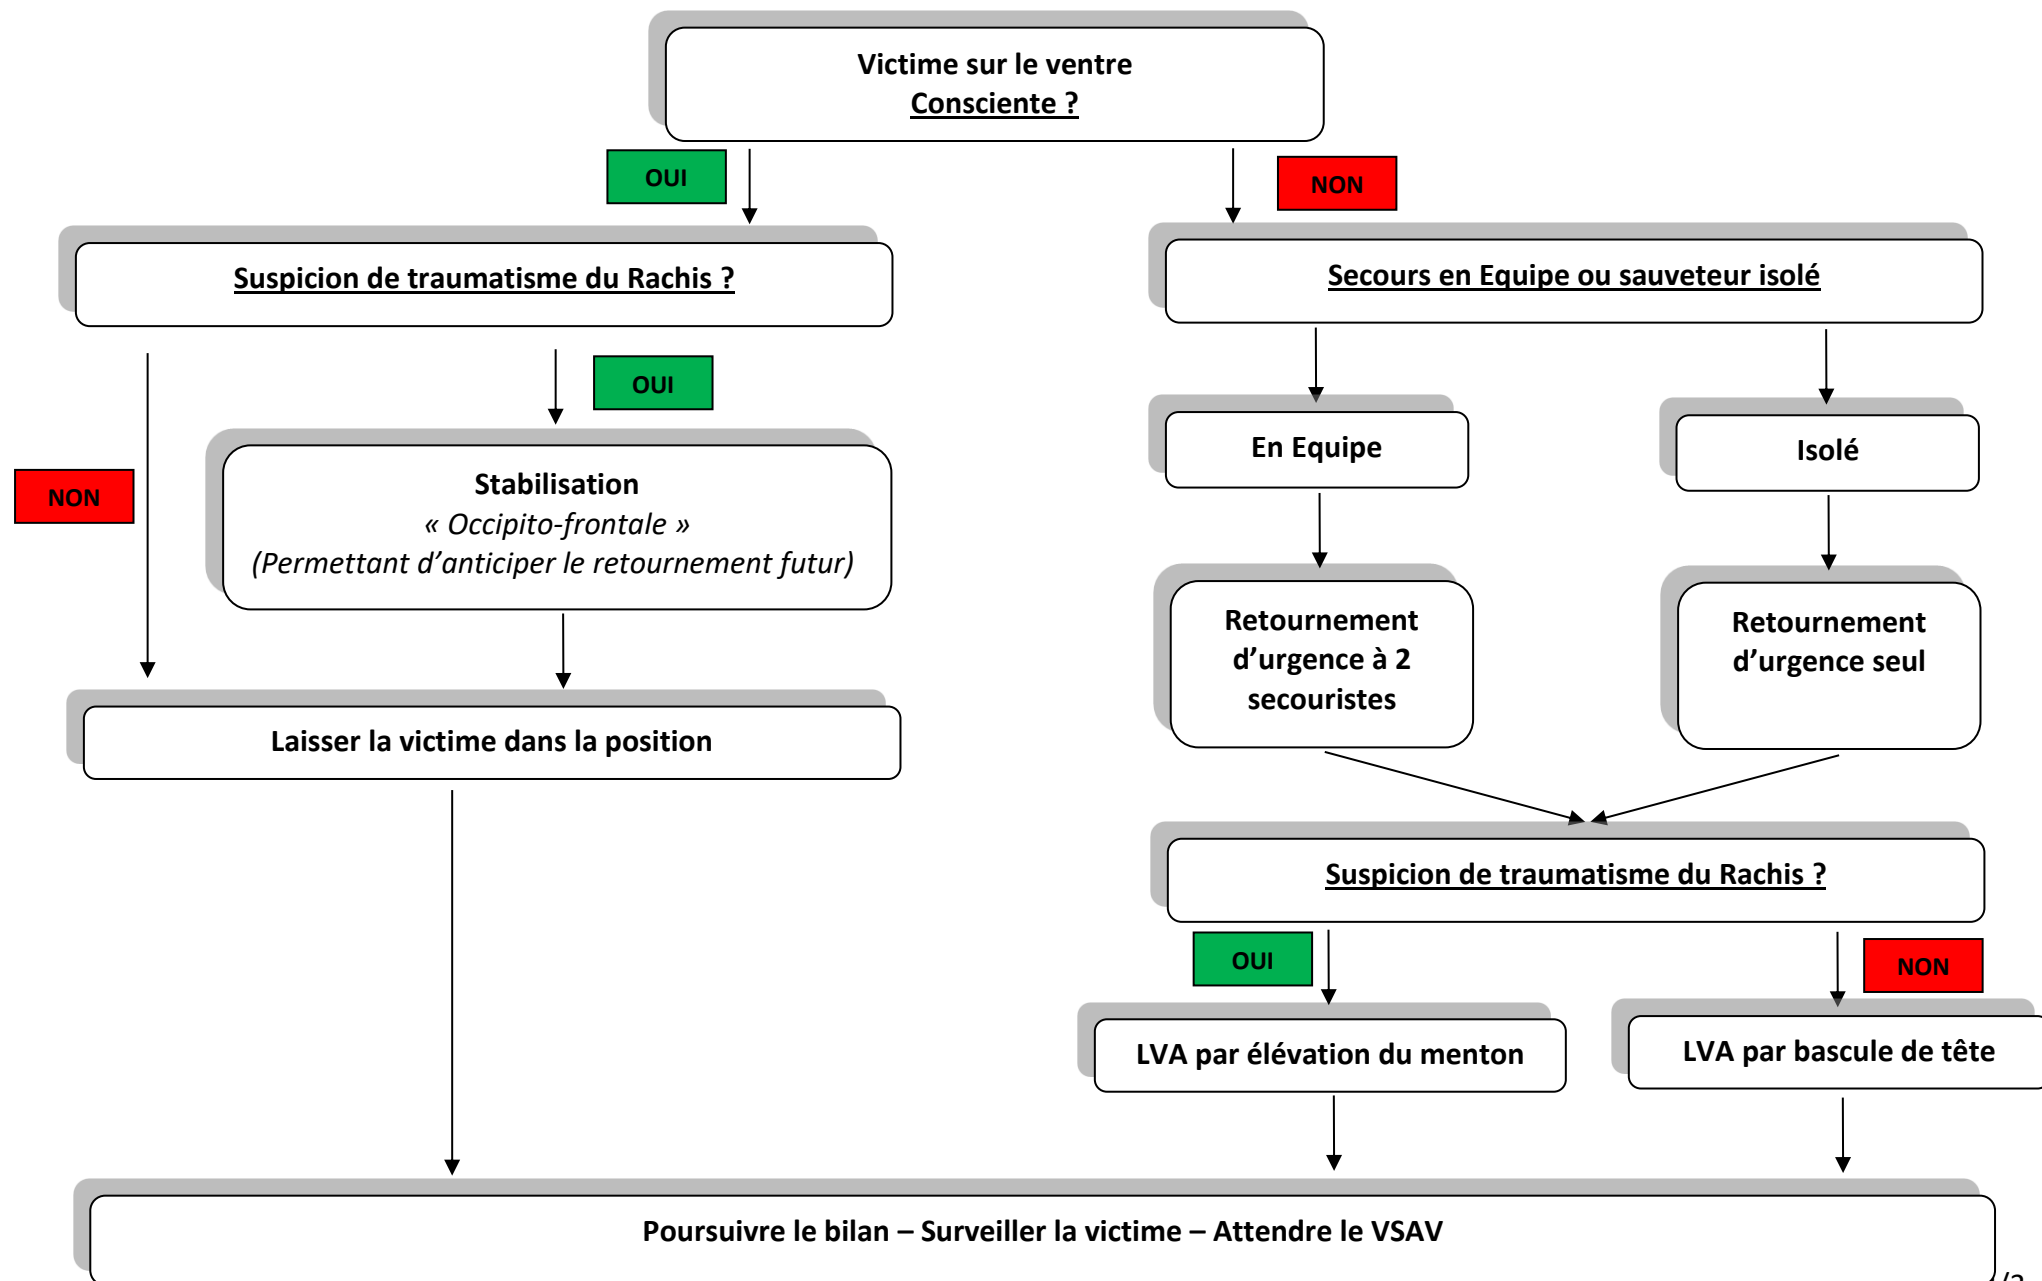 Victime sur le ventre
Consciente ?
OUI
NON
Suspicion de traumatisme du Rachis ?
Secours en Equipe ou sauveteur isolé
OUI
NON
Stabilisation
« Occipito-frontale »
(Permettant d’anticiper le retournement futur)
En Equipe
Isolé
Retournement
d’urgence à 2
secouristes
Retournement
d’urgence seul
Laisser la victime dans la position
Suspicion de traumatisme du Rachis ?
OUI
NON
LVA par élévation du menton
LVA par bascule de tête
Poursuivre le bilan – Surveiller la victime – Attendre le VSAV